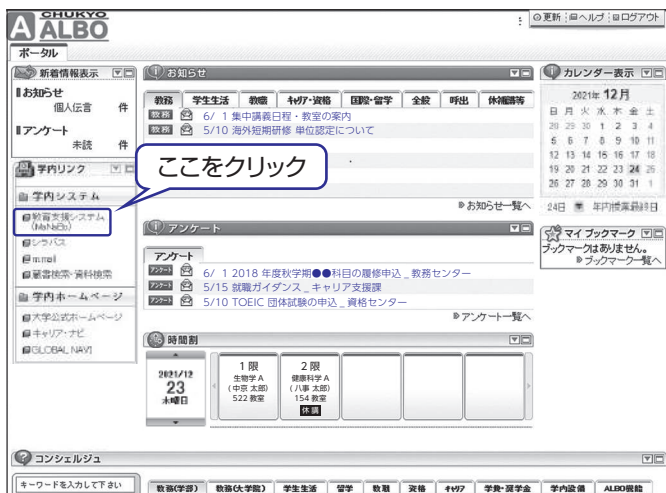 CHUKYO
ALBO
更新 ヘルプ ログアウト
ポータル
新着情報表示
お知らせ
個人伝言 件
アンケート
未読 件
学内リンク
学内システム
教育支援システム
(MaNaBo)
シラバス
蔵書検索・資料検索
学内ホームページ
大学公式ホームページ
キャリア・ナビ
GLOBAL NAVI
ここをクリック
お知らせ
教務 学生生活 教職 キャリア・資格 国際・留学 全般 呼出 休補講等
教務 6/ 1 集中講義日程・教室の案内
教務 5/10 海外短期研修 単位認定について
お知らせ一覧へ
アンケート
アンケート
アンケート 6/ 1 2018 年度秋学期●●科目の履修申込 _ 教務センター
アンケート 5/15 就職ガイダンス _ キャリア支援課
アンケート 5/10 TOEIC 団体試験の申込 _ 資格センター
アンケート一覧へ
時間割
2021/12
23
木曜日
1 限
生物学 A
(中京 太郎)
522 教室
2 限
健康科学 A
(八事 太郎)
154 教室
休講
カレンダー表示
2021年 12月
日 月 火 水 木 金 土
28 29 30 1 2 3 4
5 6 7 8 9 10 11
12 13 14 15 16 17 18
19 20 21 22 23 24 25
26 27 28 29 30 31 1
24日 年内授業最終日
マイ ブックマーク
ブックマークはありません。
ブックマーク一覧へ
コンシェルジュ
キーワードを入力して下さい
教務(学部) 教務(大学院) 学生生活 留学 教職 資格 キャリア 学費・奨学金 学内設備 ALBO機能